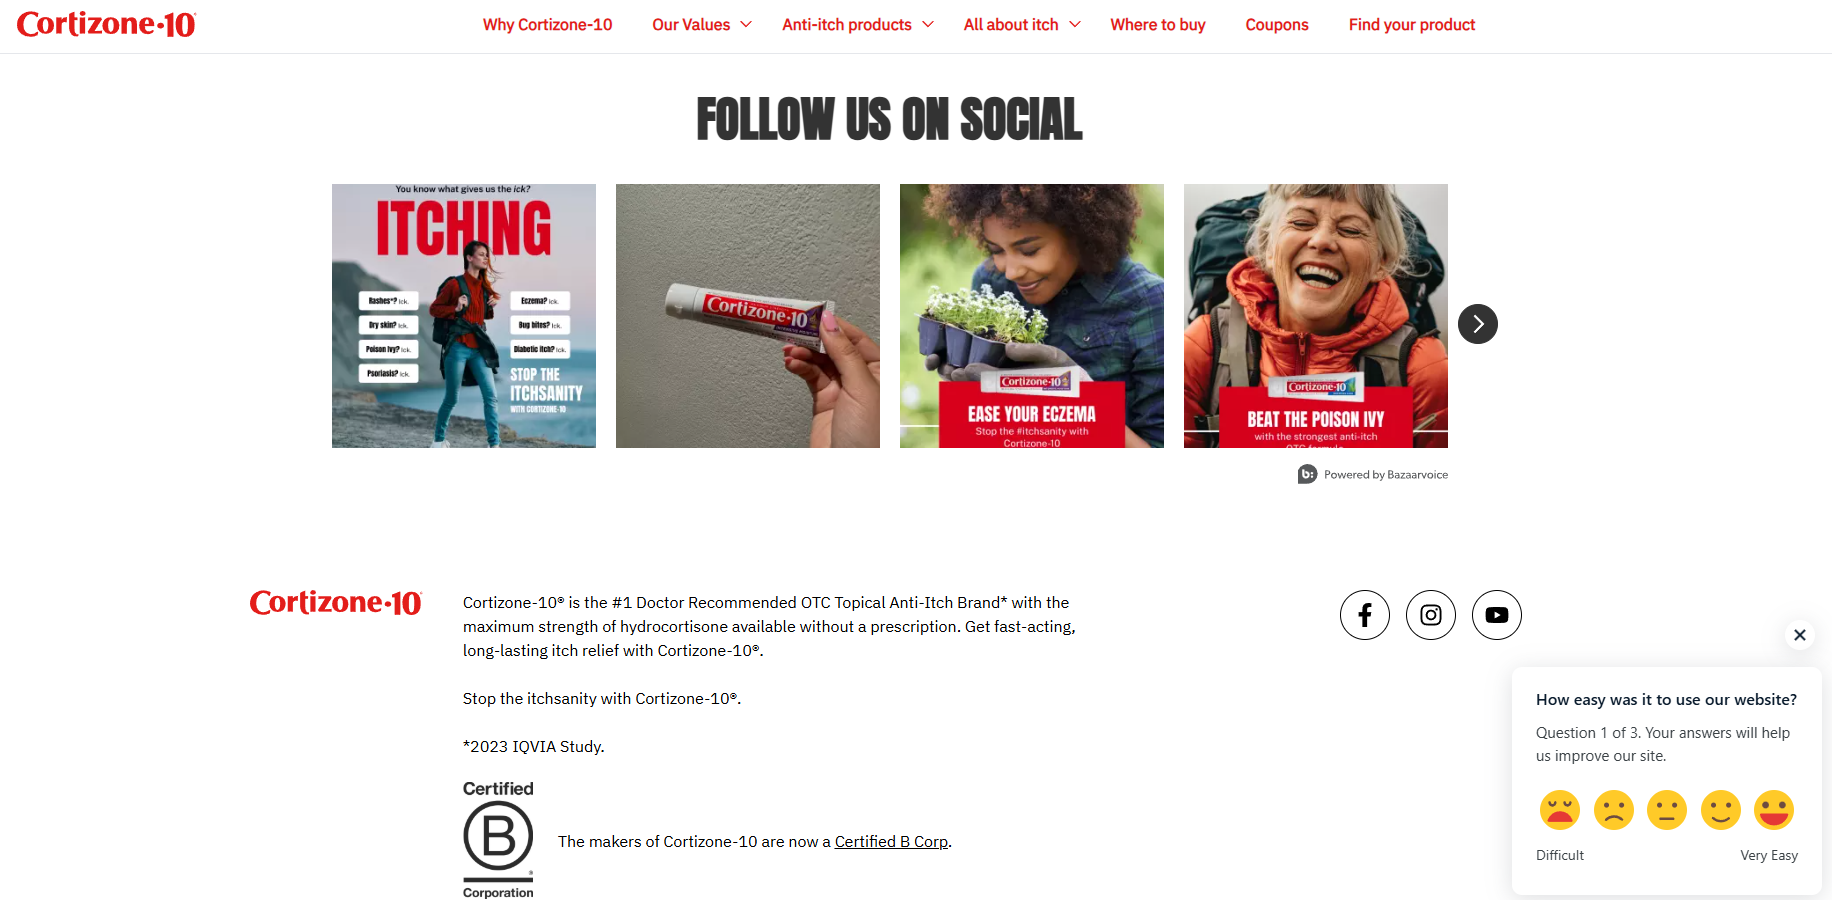 Cortizone·10
Why Cortizone-10
Our Values
Anti-itch products
All about itch
Where to buy
Coupons
Find your product
FOLLOW US ON SOCIAL
You know what gives us the ick?
ITCHING
Rashes*? Ick.
Eczema? Ick.
Dry skin? Ick.
Bug bites? Ick.
Poison Ivy? Ick.
Diabetic itch? Ick.
Psoriasis? Ick.
STOP THE
ITCHSANITY
WITH CORTIZONE-10
Cortizone·10
Cortizone·10
EASE YOUR ECZEMA
Stop the #itchsanity with
Cortizone-10
Cortizone·10
BEAT THE POISON IVY
with the strongest anti-itch
OTC formula
b: Powered by Bazaarvoice
Cortizone·10
Cortizone-10® is the #1 Doctor Recommended OTC Topical Anti-Itch Brand* with the
maximum strength of hydrocortisone available without a prescription. Get fast-acting,
long-lasting itch relief with Cortizone-10®.
Stop the itchsanity with Cortizone-10®.
*2023 IQVIA Study.
Certified
B
®
Corporation
The makers of Cortizone-10 are now a Certified B Corp.
How easy was it to use our website?
Question 1 of 3. Your answers will help
us improve our site.
Difficult
Very Easy